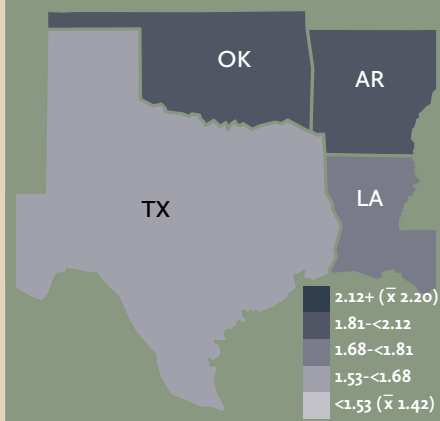 OK
AR
TX
LA
2.12+ (x̅ 2.20)
1.81-<2.12
1.68-<1.81
1.53-<1.68
<1.53 (x̅ 1.42)